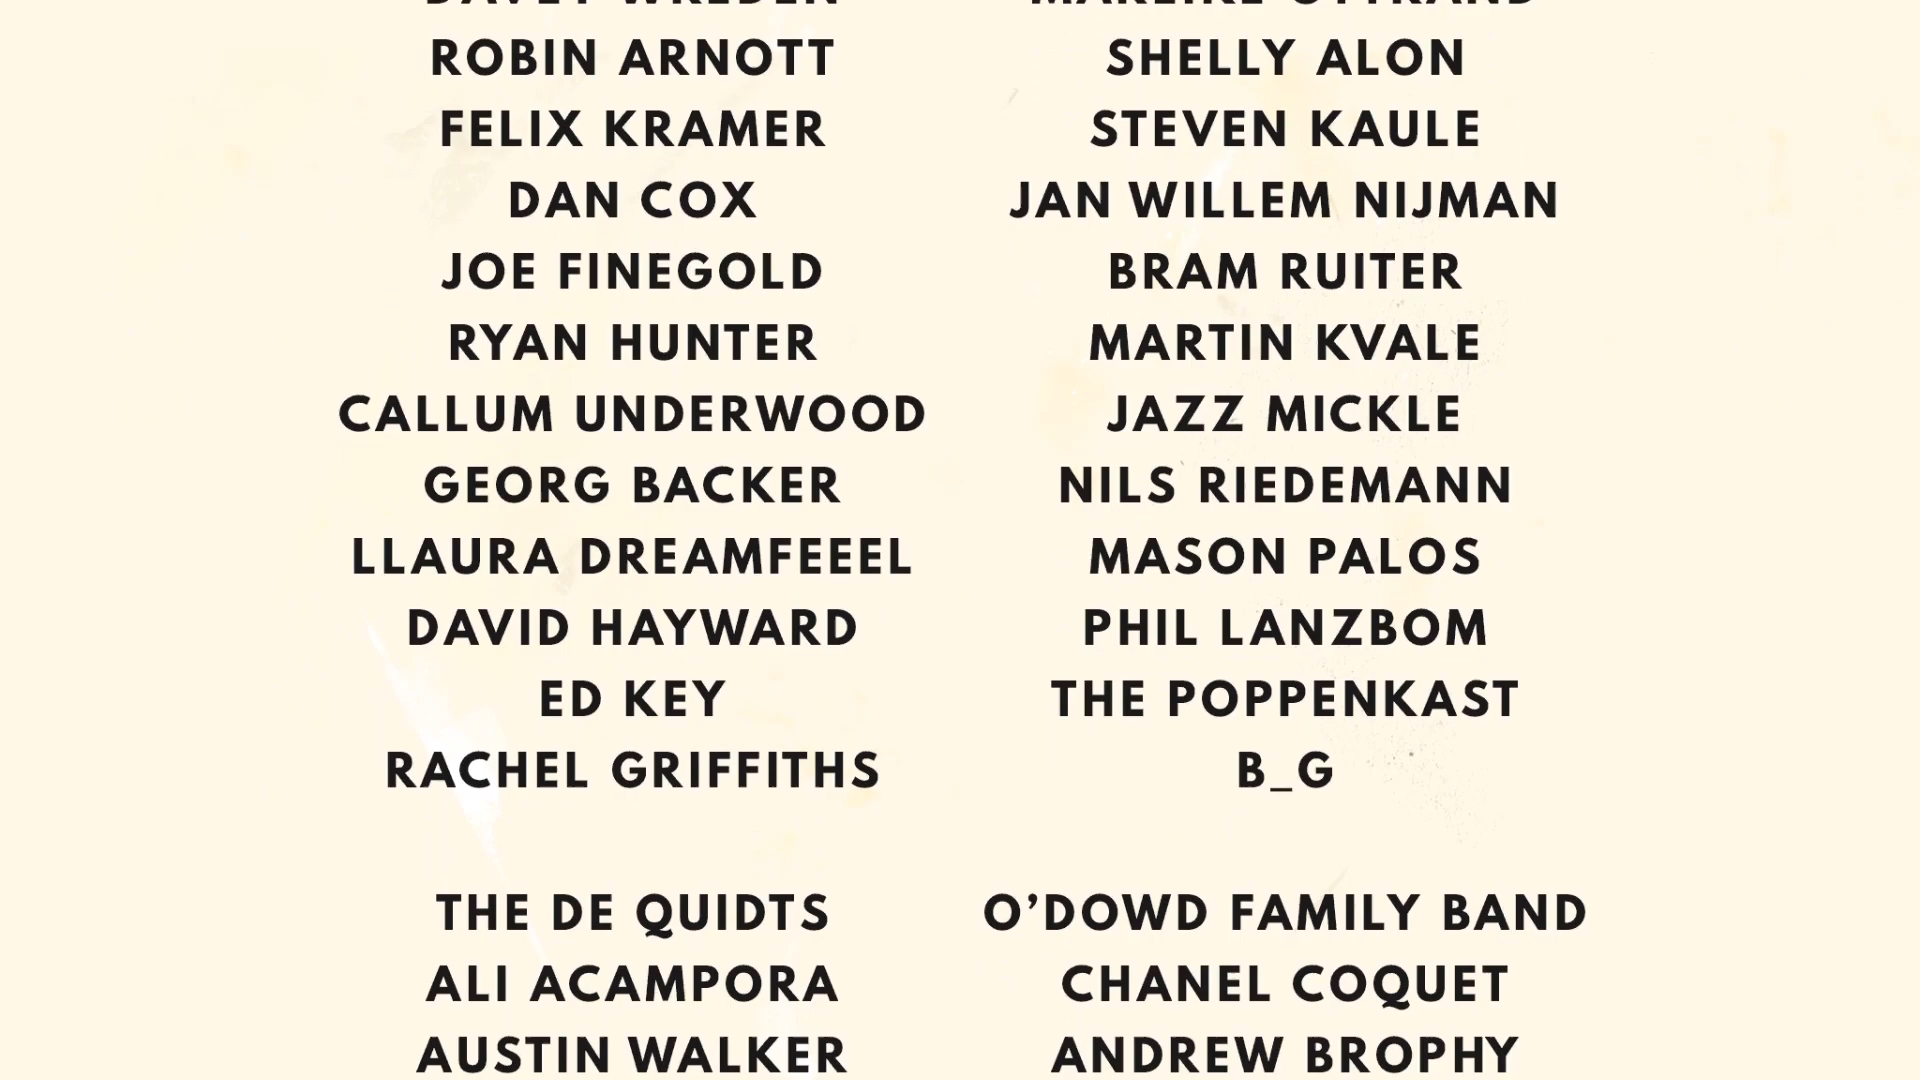 ROBIN ARNOTT SHELLY ALON
FELIX KRAMER STEVEN KAULE
DAN COX JAN WILLEM NIJMAN
JOE FINEGOLD BRAM RUITER
RYAN HUNTER MARTIN KVALE
CALLUM UNDERWOOD JAZZ MICKLE
GEORG BACKER NILS RIEDEMANN
LLAURA DREAMFEEEL MASON PALOS
DAVID HAYWARD PHIL LANZBOM
ED KEY THE POPPENKAST
RACHEL GRIFFITHS B_G
THE DE QUIDTS O’DOWD FAMILY BAND
ALI ACAMPORA CHANEL COQUET
AUSTIN WALKER ANDREW BROPHY